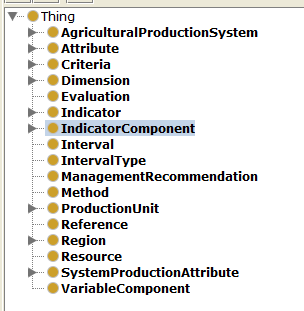 Thing
AgriculturalProductionSystem
Attribute
Criteria
Dimension
Evaluation
Indicator
IndicatorComponent
Interval
IntervalType
ManagementRecommendation
Method
ProductionUnit
Reference
Region
Resource
SystemProductionAttribute
VariableComponent